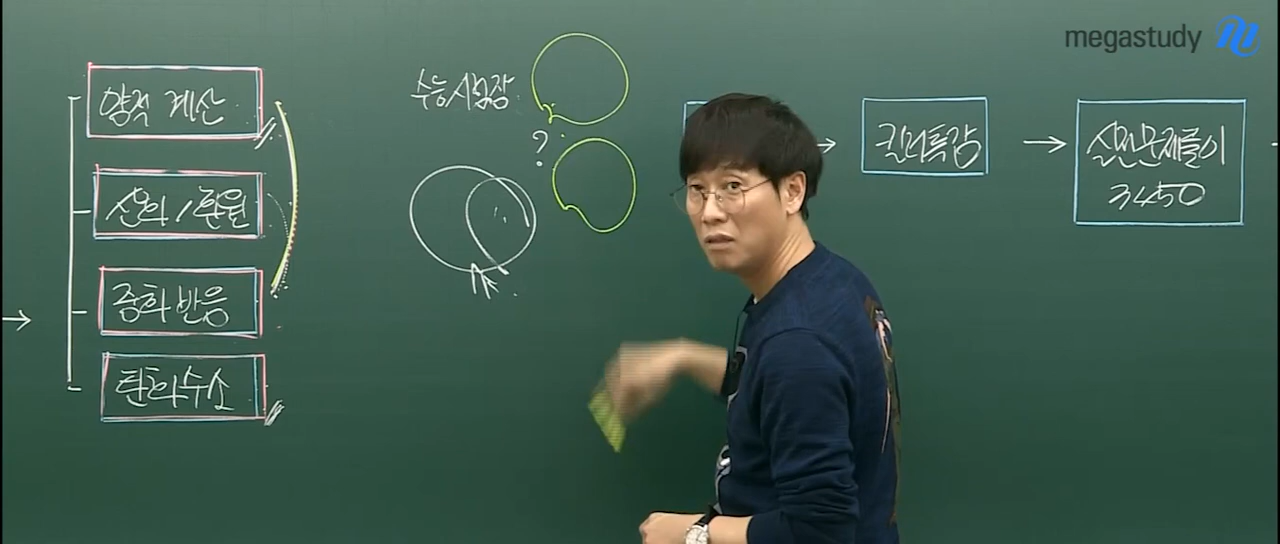 megastudy
양적 계산
산화/환원
중화반응
탄화수소
수능시험장
?
킬러특강
실전문제풀이
3450